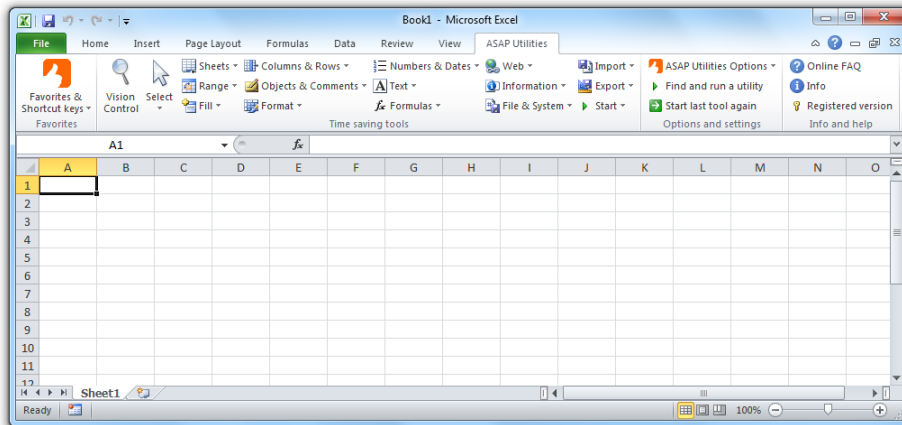 Book1 - Microsoft Excel
File Home Insert Page Layout Formulas Data Review View ASAP Utilities
Sheets Columns & Rows Numbers & Dates Web Import ASAP Utilities Options Online FAQ
Favorites & Shortcut keys Vision Control Select Range Objects & Comments Text Information Export Find and run a utility Info
Fill Format Formulas File & System Start Start last tool again Registered version
Favorites Time saving tools Options and settings Info and help
A1 fx
A B C D E F G H I J K L M N O
1
2
3
4
5
6
7
8
9
10
11
12
Sheet1
Ready 100%